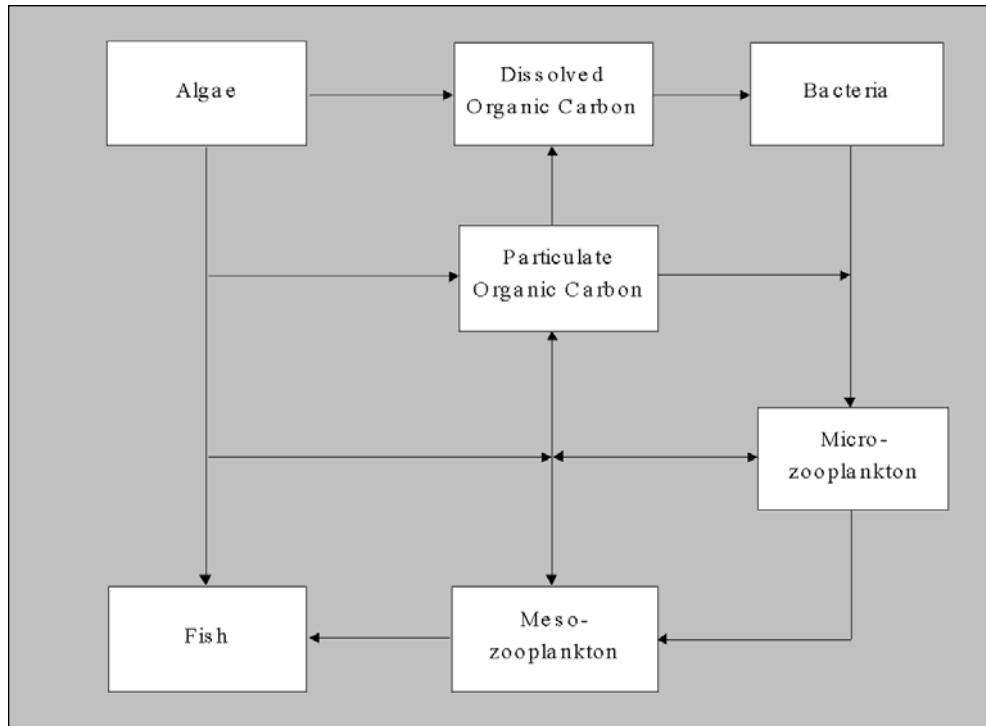 Algae
Dissolved
Organic Carbon
Bacteria
Particulate
Organic Carbon
Micro-
zooplankton
Fish
Meso-
zooplankton